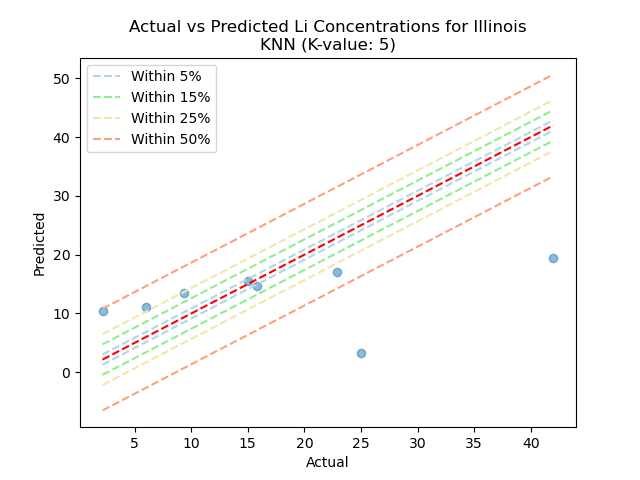 Actual vs Predicted Li Concentrations for Illinois
KNN (K-value: 5)
Within 5%
Within 15%
Within 25%
Within 50%
50
40
30
20
10
0
Predicted
5
10
15
20
25
30
35
40
Actual